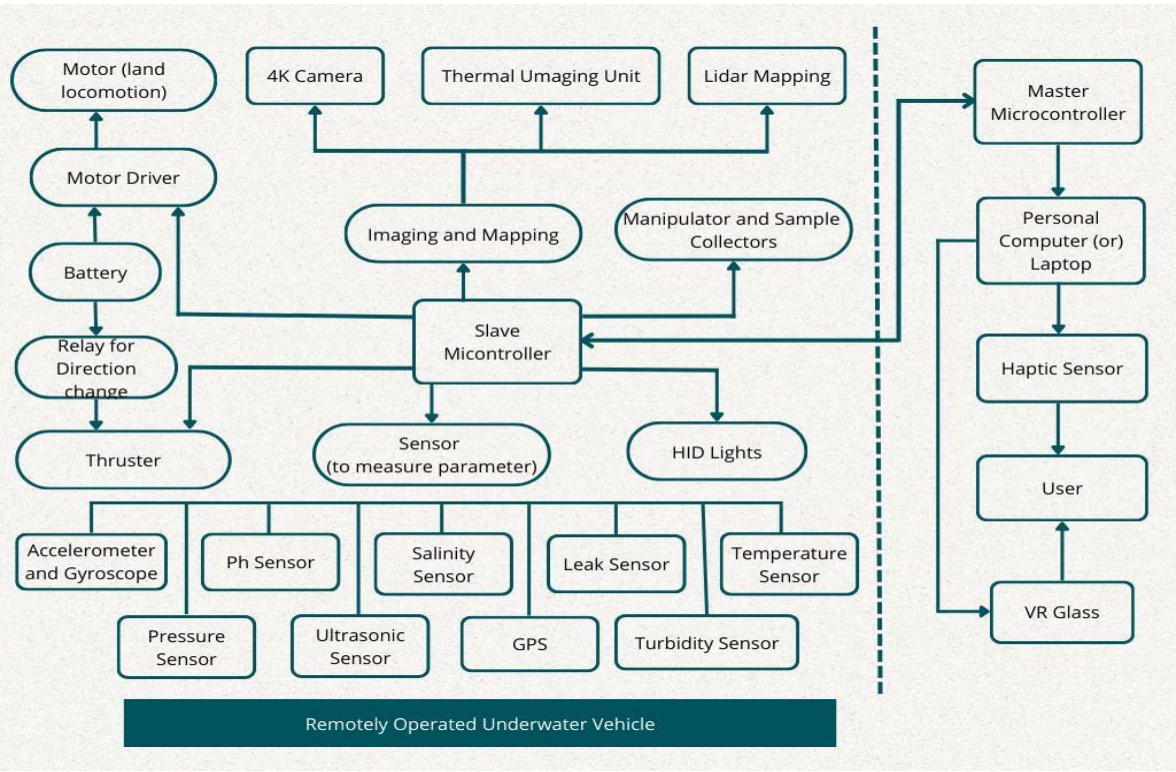 Motor (land
locomotion)
4K Camera
Thermal Umaging Unit
Lidar Mapping
Master
Microcontroller
Motor Driver
Imaging and Mapping
Manipulator and Sample
Collectors
Personal
Computer (or)
Laptop
Battery
Slave
Micontroller
Relay for
Direction
change
Haptic Sensor
Thruster
Sensor
(to measure parameter)
HID Lights
User
Accelerometer
and Gyroscope
Ph Sensor
Salinity
Sensor
Leak Sensor
Temperature
Sensor
Pressure
Sensor
Ultrasonic
Sensor
GPS
Turbidity Sensor
VR Glass
Remotely Operated Underwater Vehicle